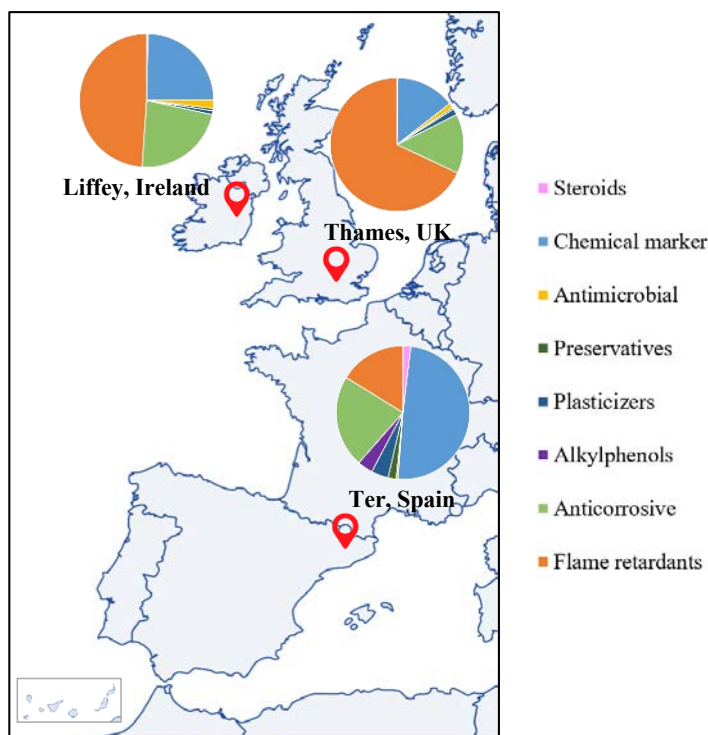 Liffey, Ireland
Thames, UK
Ter, Spain
Steroids
Chemical marker
Antimicrobial
Preservatives
Plasticizers
Alkylphenols
Anticorrosive
Flame retardants